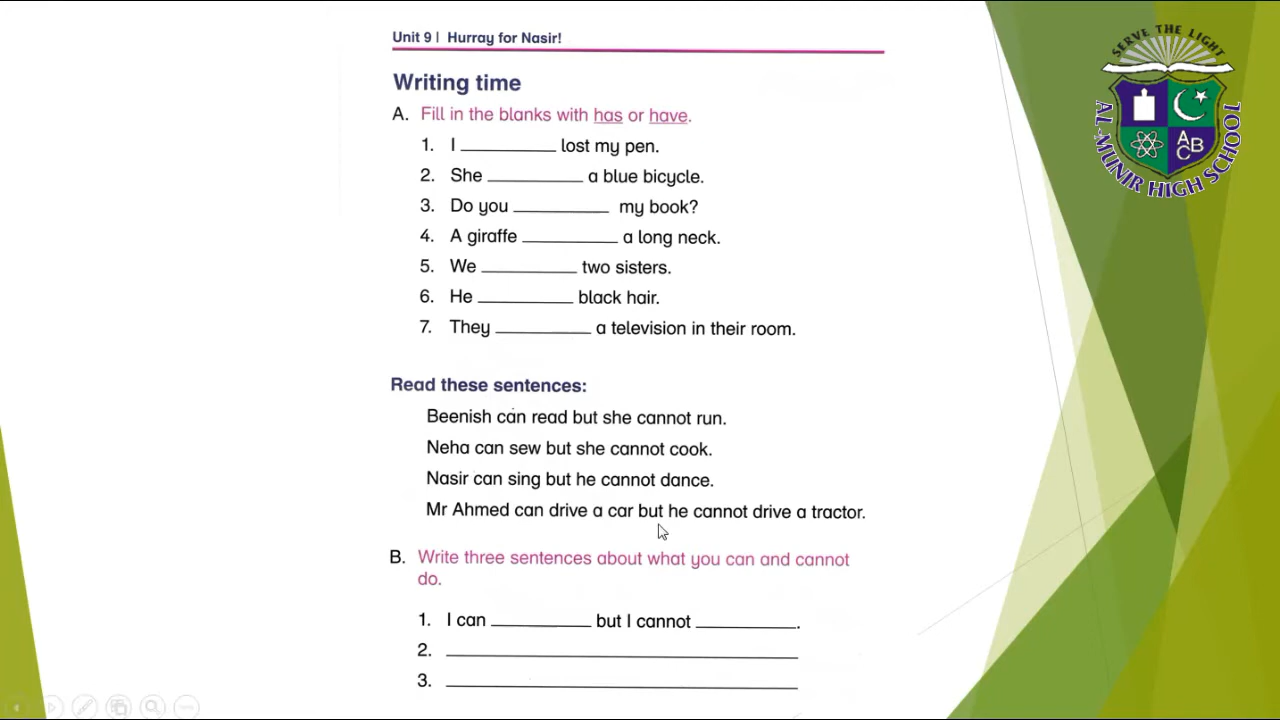 Unit 9 | Hurray for Nasir!
Writing time
A. Fill in the blanks with has or have.
1. I __________ lost my pen.
2. She __________ a blue bicycle.
3. Do you __________ my book?
4. A giraffe __________ a long neck.
5. We __________ two sisters.
6. He __________ black hair.
7. They __________ a television in their room.
Read these sentences:
Beenish can read but she cannot run.
Neha can sew but she cannot cook.
Nasir can sing but he cannot dance.
Mr Ahmed can drive a car but he cannot drive a tractor.
B. Write three sentences about what you can and cannot
do.
1. I can __________ but I cannot __________.
2. __________
3. __________
SERVE THE LIGHT
AB
C
AL-MUNIR HIGH SCHOOL